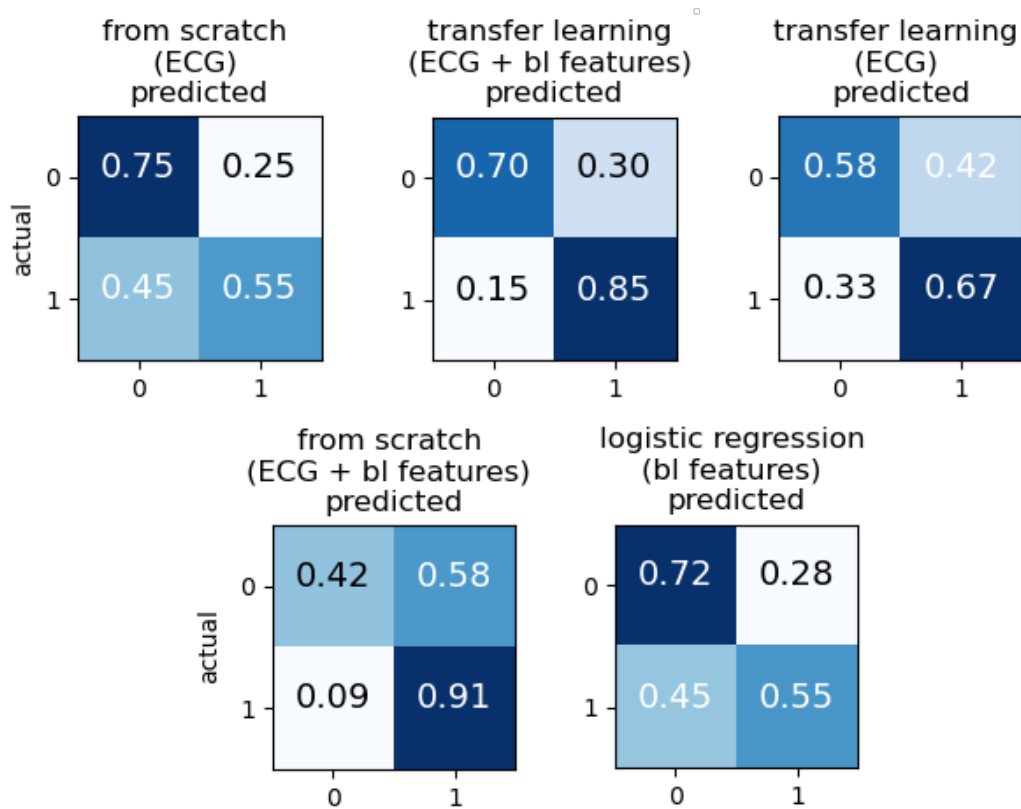 from scratch
(ECG)
predicted
transfer learning
(ECG + bl features)
predicted
transfer learning
(ECG)
predicted
actual
0
0.75
0.25
1
0.45
0.55
0
1
0
0.70
0.30
1
0.15
0.85
0
1
0
0.58
0.42
1
0.33
0.67
0
1
from scratch
(ECG + bl features)
predicted
logistic regression
(bl features)
predicted
actual
0
0.42
0.58
1
0.09
0.91
0
1
0
0.72
0.28
1
0.45
0.55
0
1